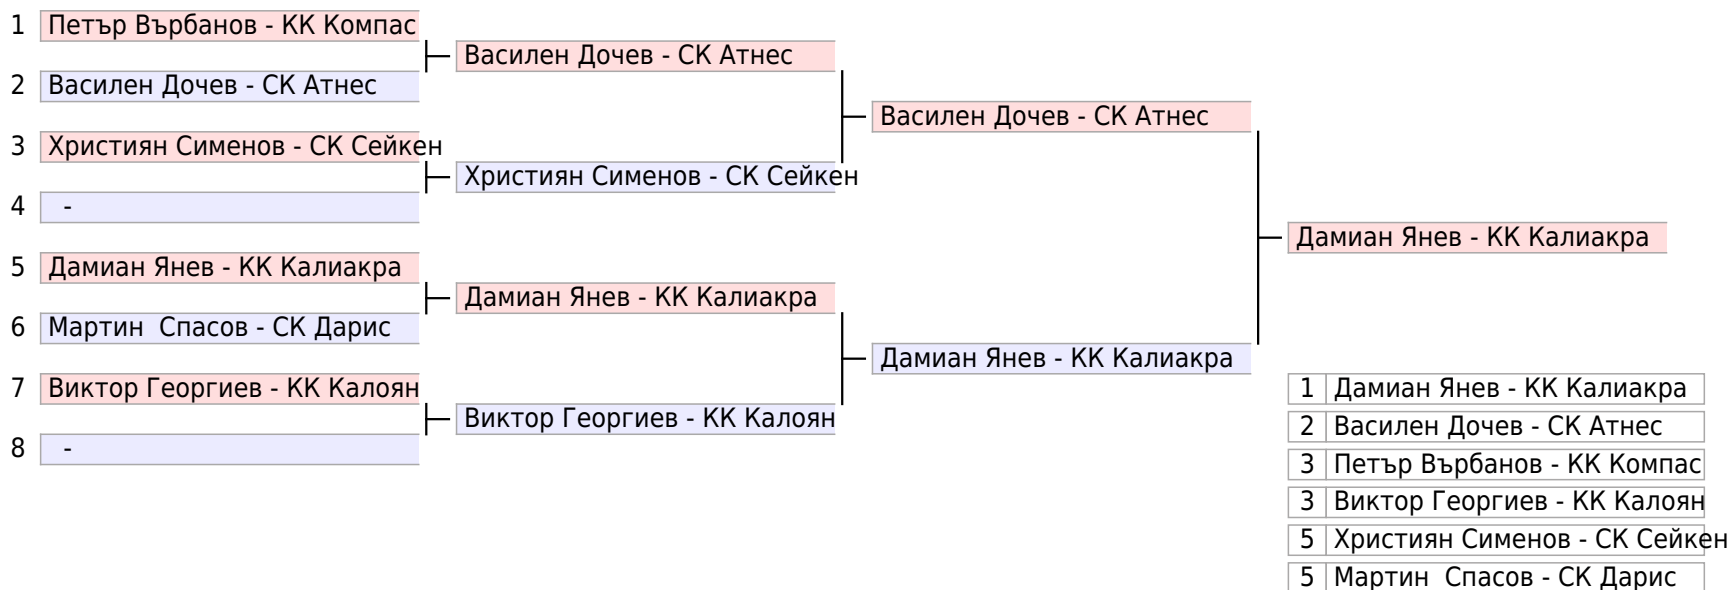 1 Петър Върбанов - КК Компас
2 Василен Дочев - СК Атнес
3 Християн Сименов - СК Сейкен
4 -
5 Дамиан Янев - КК Калиакра
6 Мартин  Спасов - СК Дарис
7 Виктор Георгиев - КК Калоян
8 -
Василен Дочев - СК Атнес
Християн Сименов - СК Сейкен
Дамиан Янев - КК Калиакра
Виктор Георгиев - КК Калоян
Василен Дочев - СК Атнес
Дамиан Янев - КК Калиакра
Дамиан Янев - КК Калиакра
1 Дамиан Янев - КК Калиакра
2 Василен Дочев - СК Атнес
3 Петър Върбанов - КК Компас
3 Виктор Георгиев - КК Калоян
5 Християн Сименов - СК Сейкен
5 Мартин  Спасов - СК Дарис